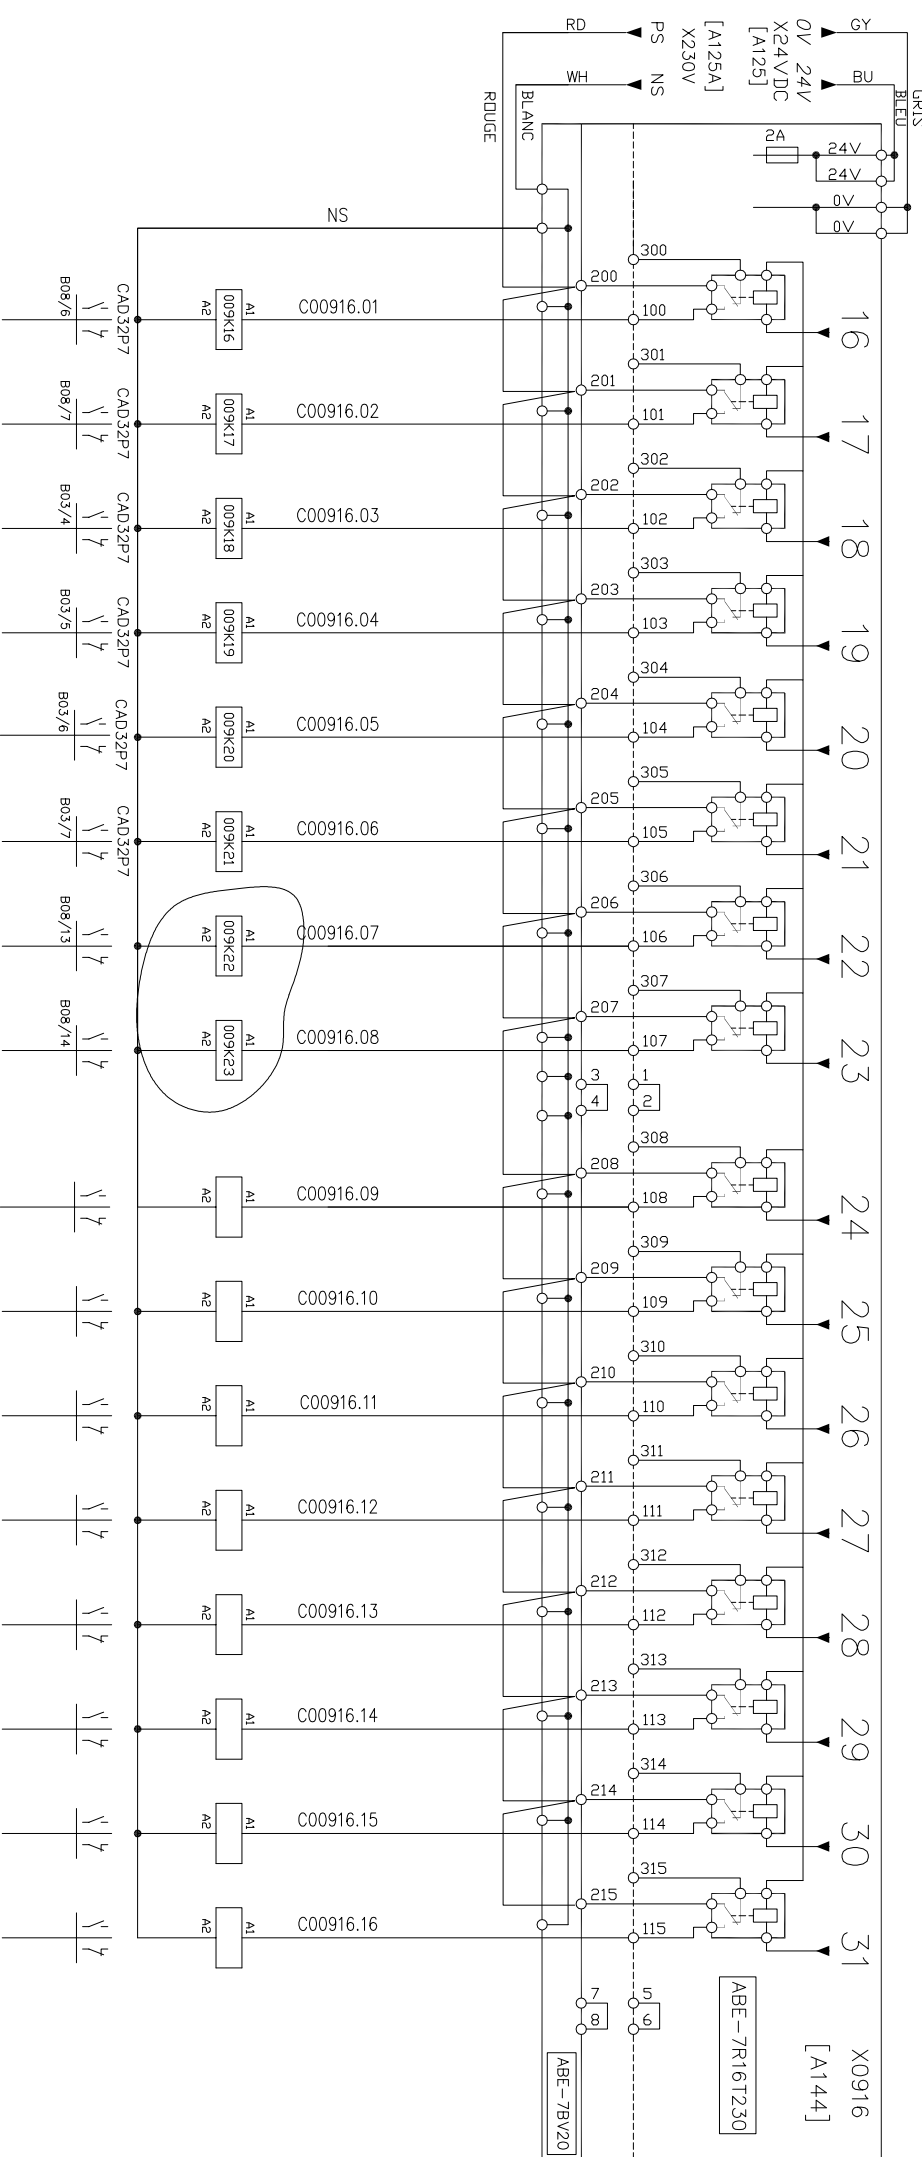 GY
GRIS
RD
PS
[A125A]
X230V
0V 24V
X24VDC
[A125]
BU
BLEU
WH
NS
BLANC
ROUGE
2A
24V
24V
0V
0V
NS
300
200
100
C00916.01
16
A1
009K16
A2
CAD32P7
B08/6
301
201
101
C00916.02
17
A1
009K17
A2
CAD32P7
B08/7
302
202
102
C00916.03
18
A1
009K18
A2
CAD32P7
B03/4
303
203
103
C00916.04
19
A1
009K19
A2
CAD32P7
B03/5
304
204
104
C00916.05
20
A1
009K20
A2
CAD32P7
B03/6
305
205
105
C00916.06
21
A1
009K21
A2
CAD32P7
B03/7
306
206
106
C00916.07
22
A1
009K22
A2
B08/13
307
207
107
C00916.08
23
A1
009K23
A2
B08/14
3
1
4
2
308
208
108
C00916.09
24
A1
A2
309
209
109
C00916.10
25
A1
A2
310
210
110
C00916.11
26
A1
A2
311
211
111
C00916.12
27
A1
A2
312
212
112
C00916.13
28
A1
A2
313
213
113
C00916.14
29
A1
A2
314
214
114
C00916.15
30
A1
A2
315
215
115
C00916.16
31
A1
A2
7
5
8
6
ABE-7R16T230
X0916
[A144]
ABE-7BV20